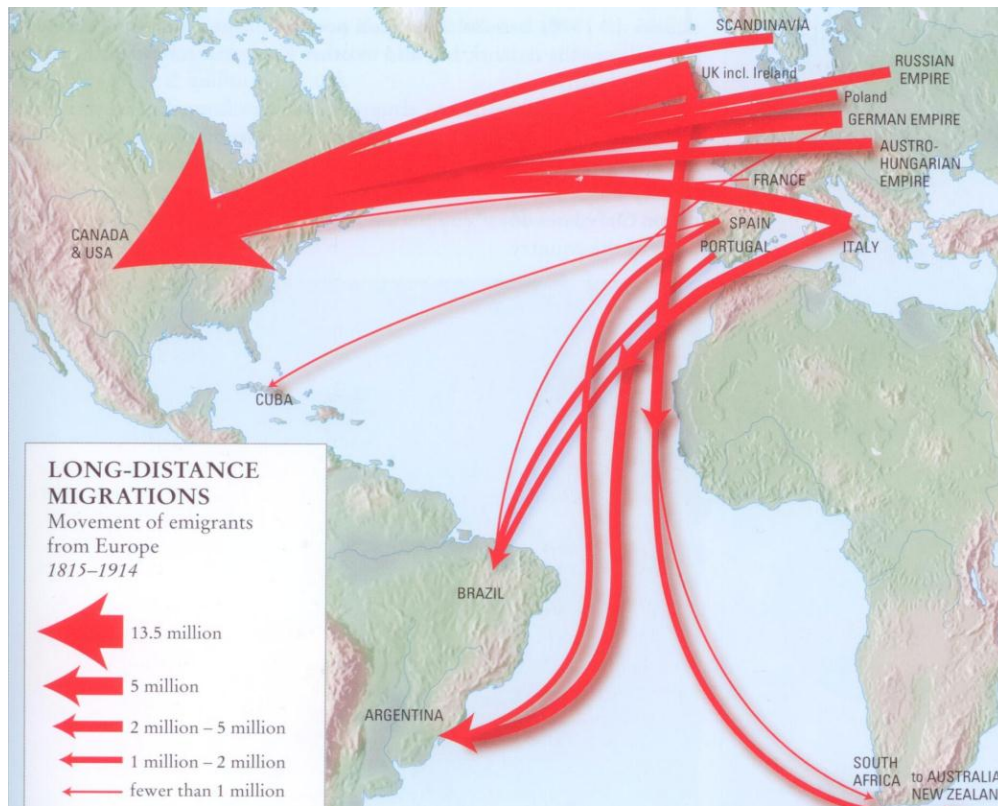 SCANDINAVIA
UK incl. Ireland
RUSSIAN
EMPIRE
Poland
GERMAN EMPIRE
AUSTRO-
HUNGARIAN
EMPIRE
FRANCE
SPAIN
PORTUGAL
ITALY
CANADA
& USA
CUBA
BRAZIL
ARGENTINA
SOUTH
AFRICA
to AUSTRALIA
NEW ZEALAN
LONG-DISTANCE
MIGRATIONS
Movement of emigrants
from Europe
1815–1914
13.5 million
5 million
2 million – 5 million
1 million – 2 million
fewer than 1 million